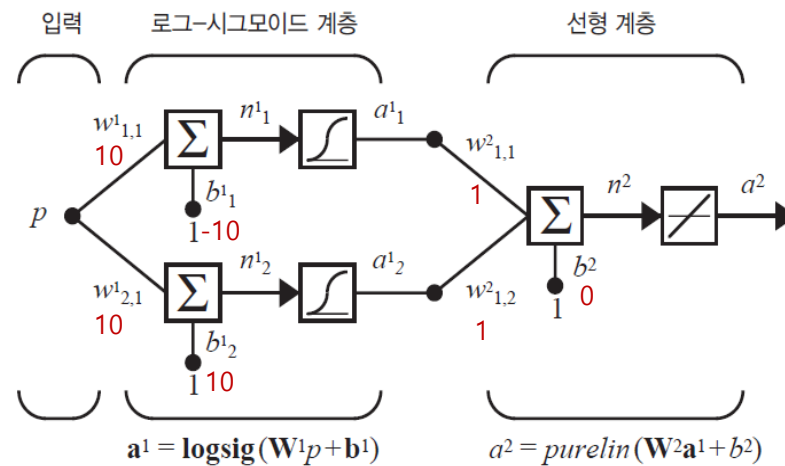 입력 로그-시그모이드 계층 선형 계층
w¹₁,₁ n¹₁ a¹₁ w²₁,₁
10 Σ
b¹₁ 1 n² a²
p 1 -10 Σ
w¹₂,₁ n¹₂ a¹₂ w²₁,₂ b²
10 Σ 1 1 0
b¹₂
1 10
a¹ = logsig(W¹p+b¹) a² = purelin(W²a¹+b²)